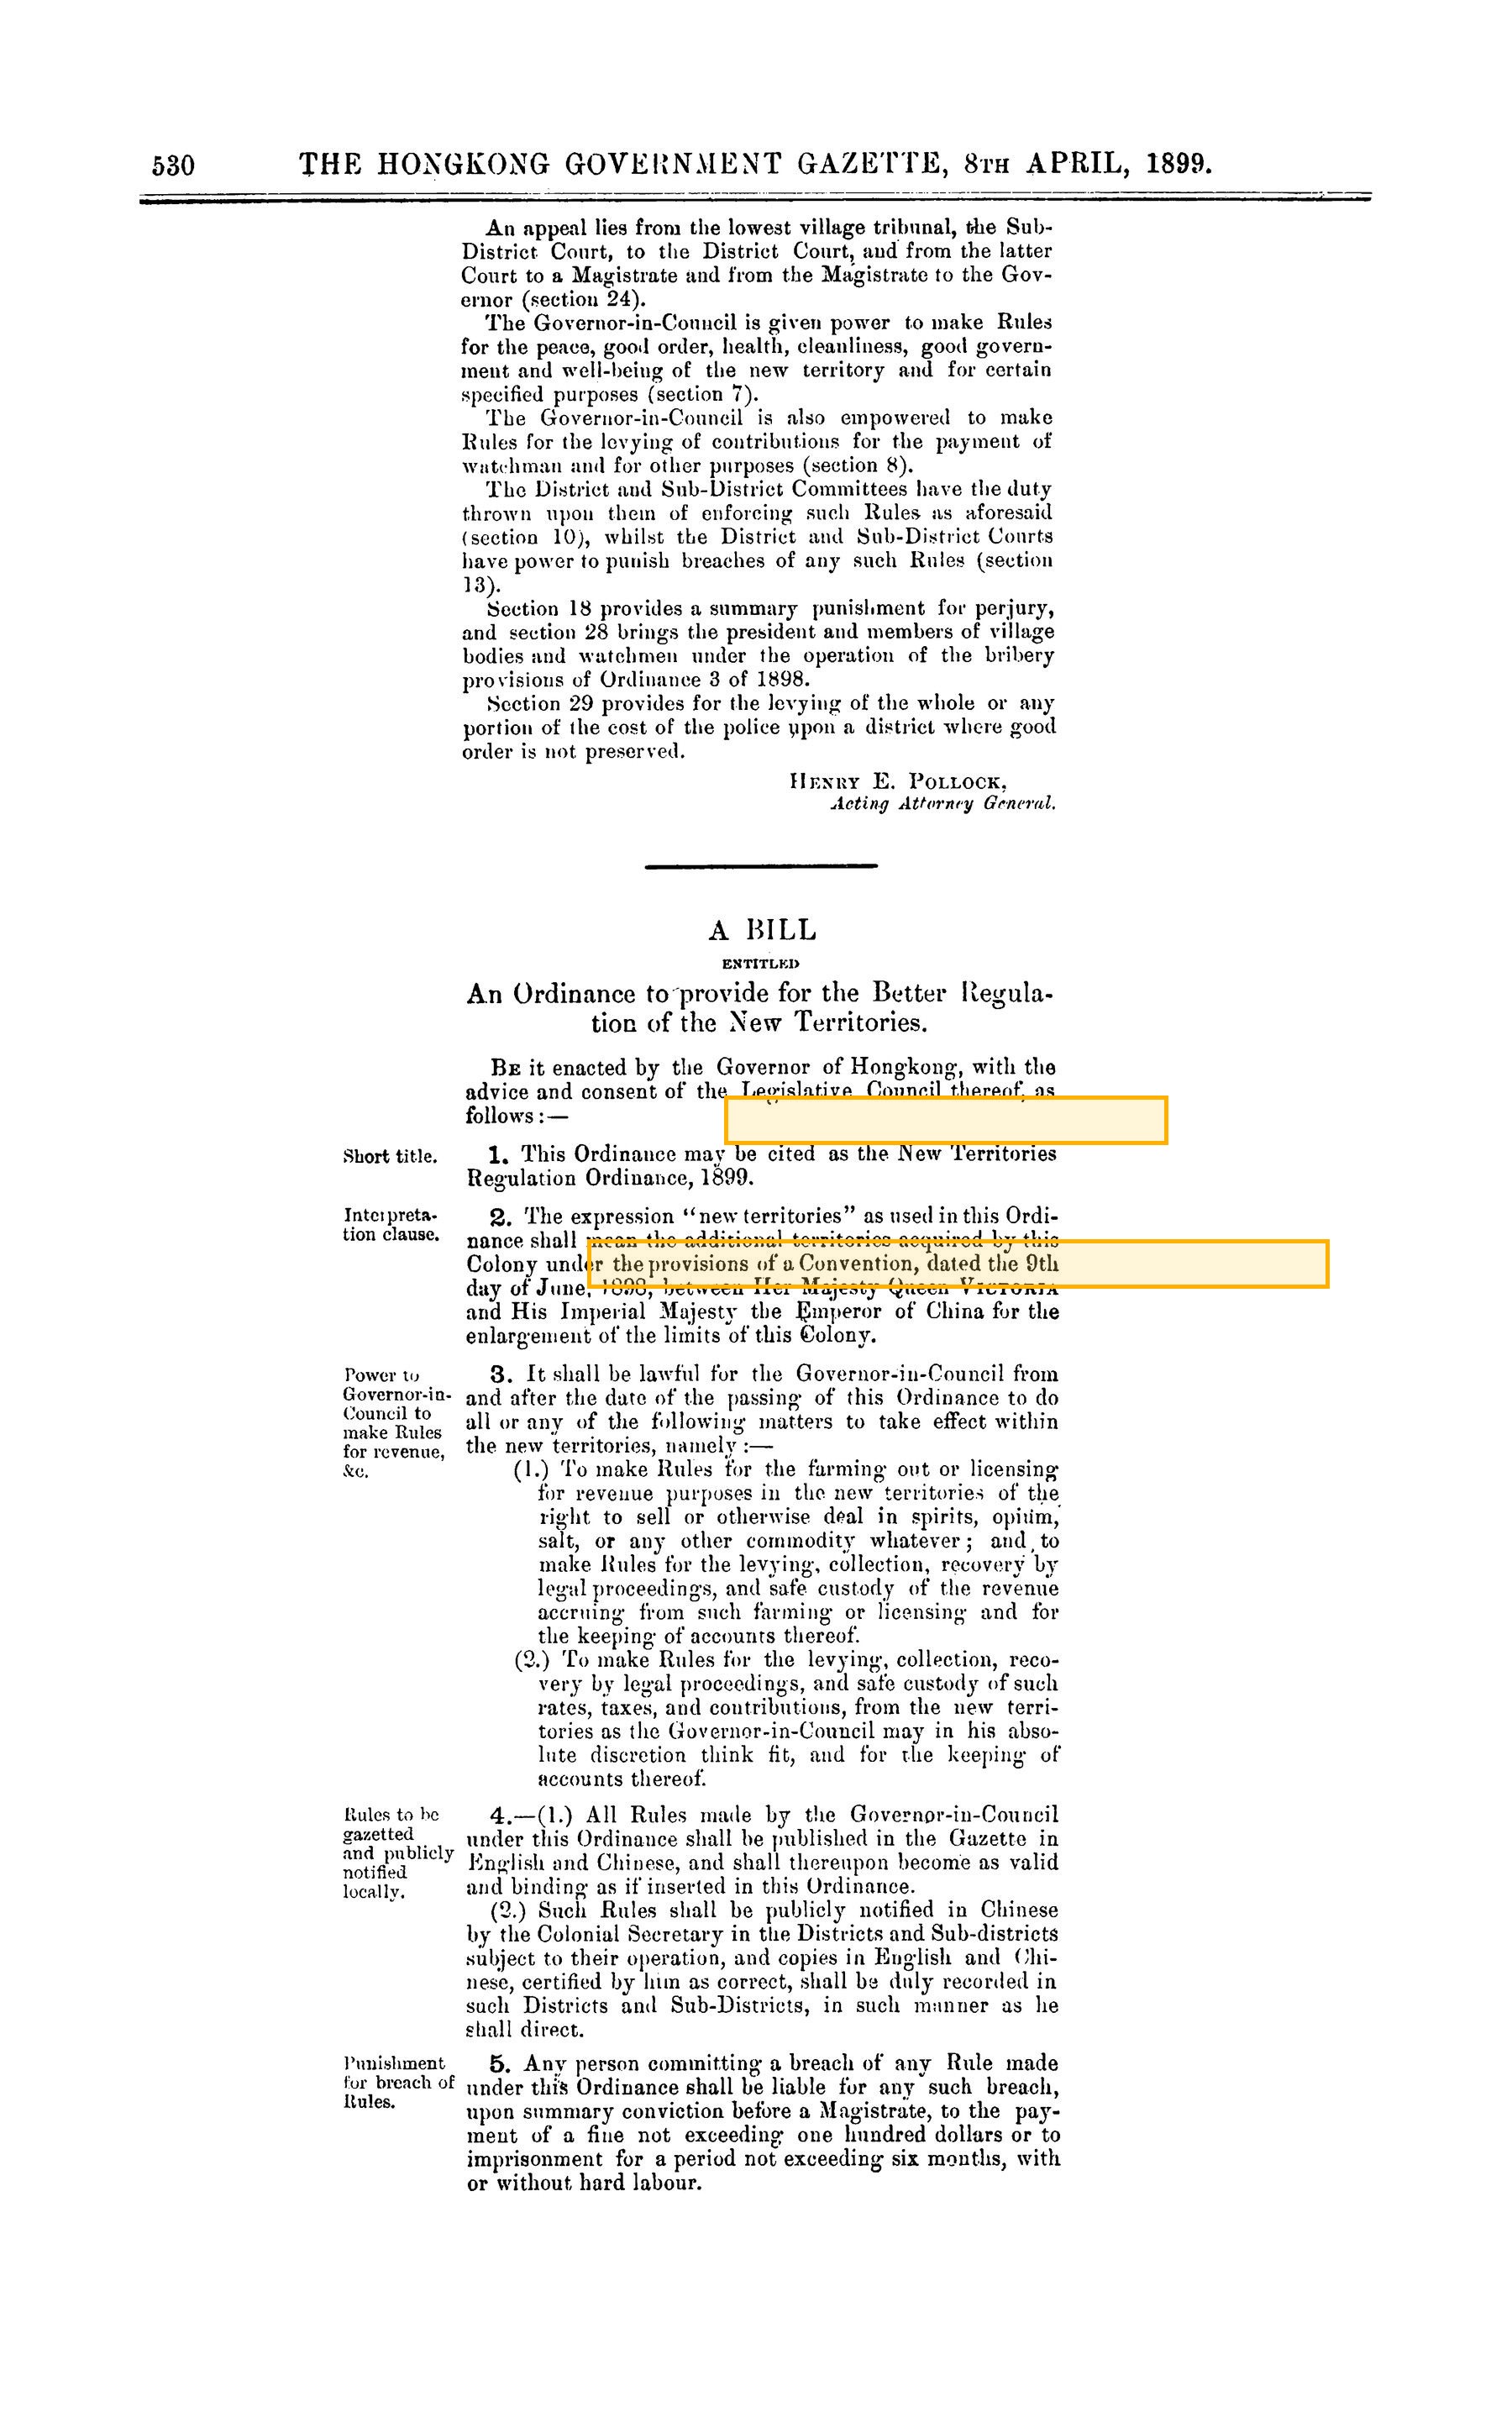 530 THE HONGKONG GOVERNMENT GAZETTE, 8TH APRIL, 1899.
An appeal lies from the lowest village tribunal, the Sub-
District Court, to the District Court, and from the latter
Court to a Magistrate and from the Magistrate to the Gov-
ernor (section 24).
The Governor-in-Council is given power to make Rules
for the peace, good order, health, cleanliness, good govern-
ment and well-being of the new territory and for certain
specified purposes (section 7).
The Governor-in-Council is also empowered to make
Rules for the levying of contributions for the payment of
watchman and for other purposes (section 8).
The District and Sub-District Committees have the duty
thrown upon them of enforcing such Rules as aforesaid
(section 10), whilst the District and Sub-District Courts
have power to punish breaches of any such Rules (section
13).
Section 18 provides a summary punishment for perjury,
and section 28 brings the president and members of village
bodies and watchmen under the operation of the bribery
provisions of Ordinance 3 of 1898.
Section 29 provides for the levying of the whole or any
portion of the cost of the police upon a district where good
order is not preserved.
HENRY E. POLLOCK,
Acting Attorney General.
A BILL
ENTITLED
An Ordinance to provide for the Better Regula-
tion of the New Territories.
BE it enacted by the Governor of Hongkong, with the
advice and consent of the Legislative Council thereof, as
follows:—
Short title.
1. This Ordinance may be cited as the New Territories
Regulation Ordinance, 1899.
Interpreta-
tion clause.
2. The expression "new territories" as used in this Ordi-
nance shall mean the additional territories acquired by this
Colony under the provisions of a Convention, dated the 9th
day of June, 1898, between Her Majesty Queen VICTORIA
and His Imperial Majesty the Emperor of China for the
enlargement of the limits of this Colony.
Power to
Governor-in-
Council to
make Rules
for revenue,
&c.
3. It shall be lawful for the Governor-in-Council from
and after the date of the passing of this Ordinance to do
all or any of the following matters to take effect within
the new territories, namely:—
(1.) To make Rules for the farming out or licensing
for revenue purposes in the new territories of the
right to sell or otherwise deal in spirits, opium,
salt, or any other commodity whatever; and to
make Rules for the levying, collection, recovery by
legal proceedings, and safe custody of the revenue
accruing from such farming or licensing and for
the keeping of accounts thereof.
(2.) To make Rules for the levying, collection, reco-
very by legal proceedings, and safe custody of such
rates, taxes, and contributions, from the new terri-
tories as the Governor-in-Council may in his abso-
lute discretion think fit, and for the keeping of
accounts thereof.
Rules to be
gazetted
and publicly
notified
locally.
4.—(1.) All Rules made by the Governor-in-Council
under this Ordinance shall be published in the Gazette in
English and Chinese, and shall thereupon become as valid
and binding as if inserted in this Ordinance.
(2.) Such Rules shall be publicly notified in Chinese
by the Colonial Secretary in the Districts and Sub-districts
subject to their operation, and copies in English and Chi-
nese, certified by him as correct, shall be duly recorded in
such Districts and Sub-Districts, in such manner as he
shall direct.
Punishment
for breach of
Rules.
5. Any person committing a breach of any Rule made
under this Ordinance shall be liable for any such breach,
upon summary conviction before a Magistrate, to the pay-
ment of a fine not exceeding one hundred dollars or to
imprisonment for a period not exceeding six months, with
or without hard labour.